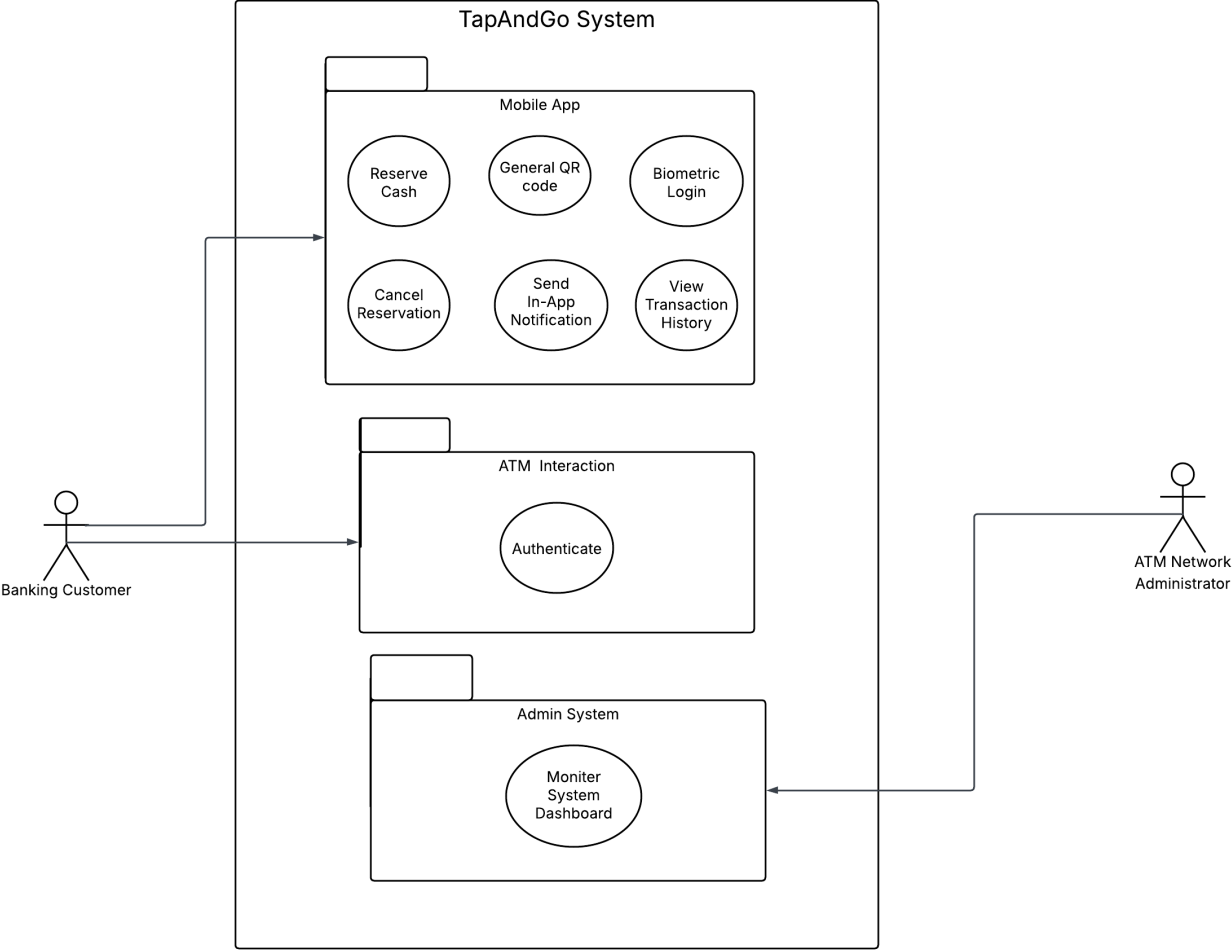 TapAndGo System
Mobile App
Reserve
Cash
General QR
code
Biometric
Login
Cancel
Reservation
Send
In-App
Notification
View
Transaction
History
ATM  Interaction
Authenticate
Banking Customer
ATM Network
Administrator
Admin System
Moniter
System
Dashboard